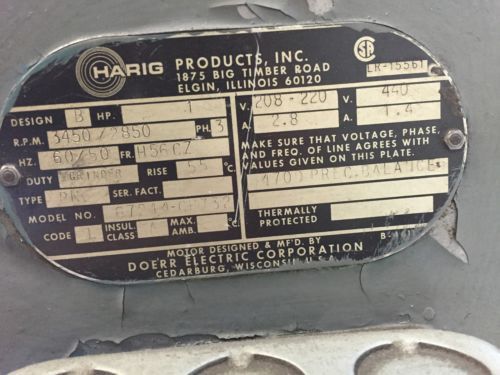 HARIG PRODUCTS, INC.
1875 BIG TIMBER ROAD
ELGIN, ILLINOIS 60120
LR-15561
DESIGN B HP. 1
V. 208-220 V. 440
R.P.M. 3450/2850 PH. 3
A. 2.8 A. 1.4
HZ. 60/50 FR. H56CZ
DUTY GRINDER RISE 55 °C.
TYPE SER. FACT.
MODEL NO.
CODE L INSUL. CLASS MAX. AMB. °C.
MAKE SURE THAT VOLTAGE, PHASE,
AND FREQ. OF LINE AGREES WITH
VALUES GIVEN ON THIS PLATE.
PREC. BALANCE
THERMALLY
PROTECTED
MOTOR DESIGNED & MF'D. BY
DOERR ELECTRIC CORPORATION
CEDARBURG, WISCONSIN U.S.A.